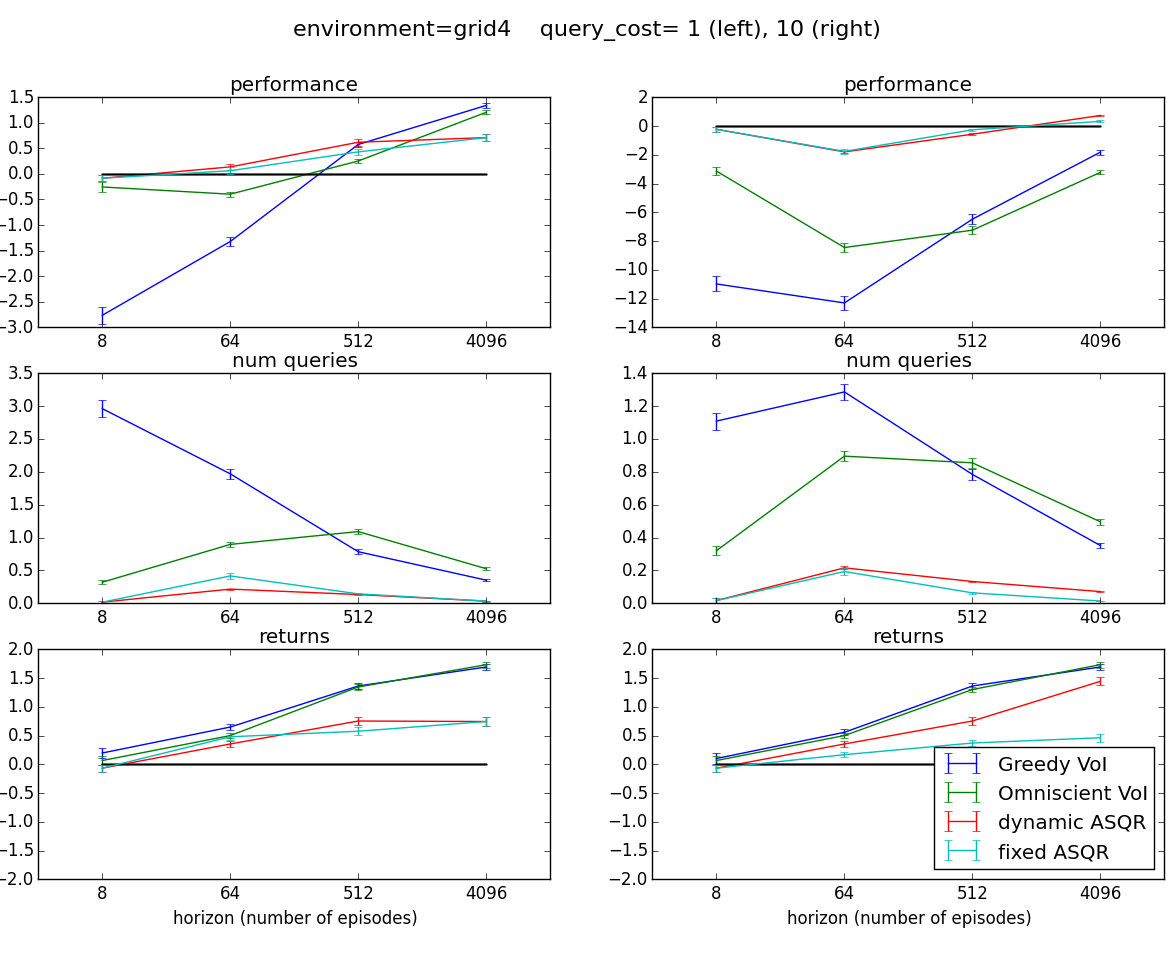 environment=grid4    query_cost= 1 (left), 10 (right)
performance
1.5
1.0
0.5
0.0
−0.5
−1.0
−1.5
−2.0
−2.5
−3.0
8 64 512 4096
performance
2
0
−2
−4
−6
−8
−10
−12
−14
8 64 512 4096
num queries
3.5
3.0
2.5
2.0
1.5
1.0
0.5
0.0
8 64 512 4096
num queries
1.4
1.2
1.0
0.8
0.6
0.4
0.2
0.0
8 64 512 4096
returns
2.0
1.5
1.0
0.5
0.0
−0.5
−1.0
−1.5
−2.0
8 64 512 4096
horizon (number of episodes)
returns
2.0
1.5
1.0
0.5
0.0
−0.5
−1.0
−1.5
−2.0
8 64 512 4096
horizon (number of episodes)
Greedy VoI
Omniscient VoI
dynamic ASQR
fixed ASQR